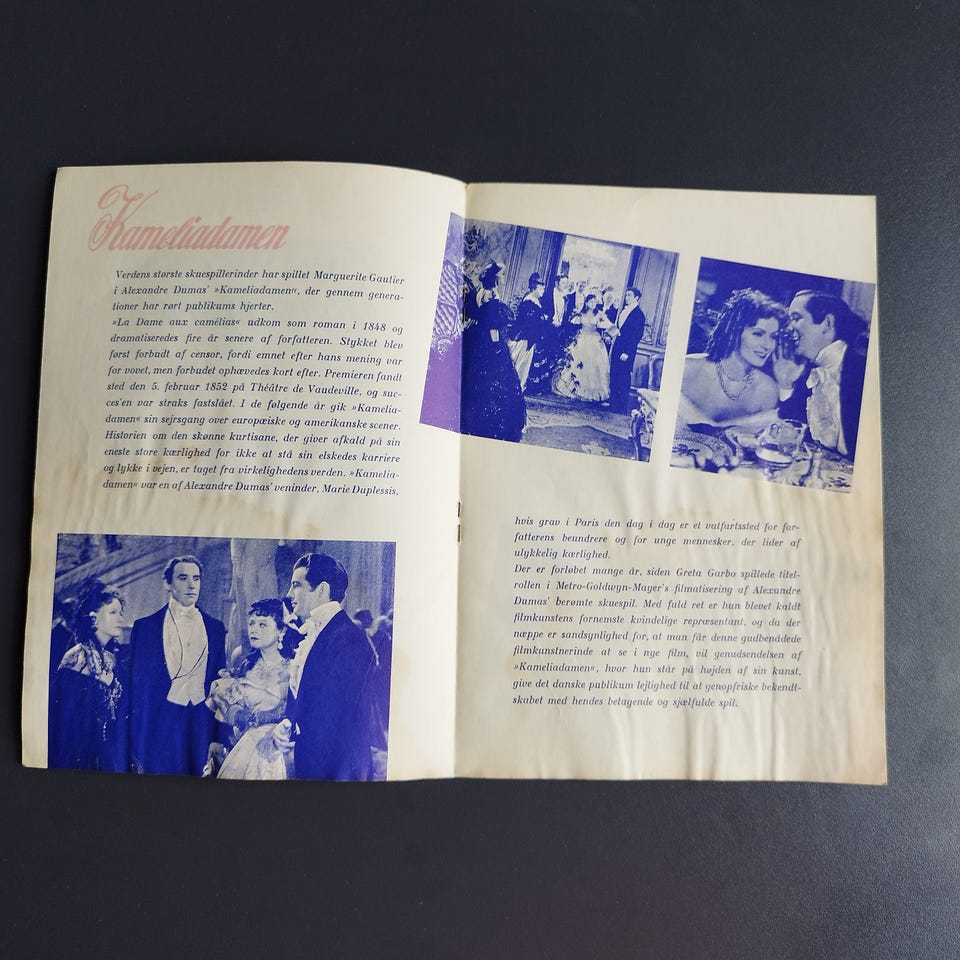 Kameliadamen
Verdens største skuespillerinder har spillet Marguerite Gautier
i Alexandre Dumas' »Kameliadamen«, der gennem genera-
tioner har rørt publikums hjerter.
»La Dame aux camélias« udkom som roman i 1848 og
dramatiseredes fire år senere af forfatteren. Stykket blev
først forbudt af censor, fordi emnet efter hans mening var
for vovet, men forbudet ophævedes kort efter. Premieren fandt
sted den 5. februar 1852 på Théâtre de Vaudeville, og suc-
ces'en var straks fastslået. I de følgende år gik »Kamelia-
damen« sin sejrsgang over europæiske og amerikanske scener.
Historien om den skønne kurtisane, der giver afkald på sin
eneste store kærlighed for ikke at stå sin elskedes karriere
og lykke i vejen, er taget fra virkelighedens verden. »Kamelia-
damen« var en af Alexandre Dumas' veninder, Marie Duplessis,
hvis grav i Paris den dag i dag er et valfartssted for for-
fatterens beundrere og for unge mennesker, der lider af
ulykkelig kærlighed.
Der er forløbet mange år, siden Greta Garbo spillede titel-
rollen i Metro-Goldwyn-Mayer's filmatisering af Alexandre
Dumas' berømte skuespil. Med fuld ret er hun blevet kaldt
filmkunstens fornemste kvindelige repræsentant, og da der
næppe er sandsynlighed for, at man får denne gudbenådede
filmkunstnerinde at se i nye film, vil genudsendelsen af
»Kameliadamen«, hvor hun står på højden af sin kunst,
give det danske publikum lejlighed til at genopfriske bekendt-
skabet med hendes betagende og sjælfulde spil.